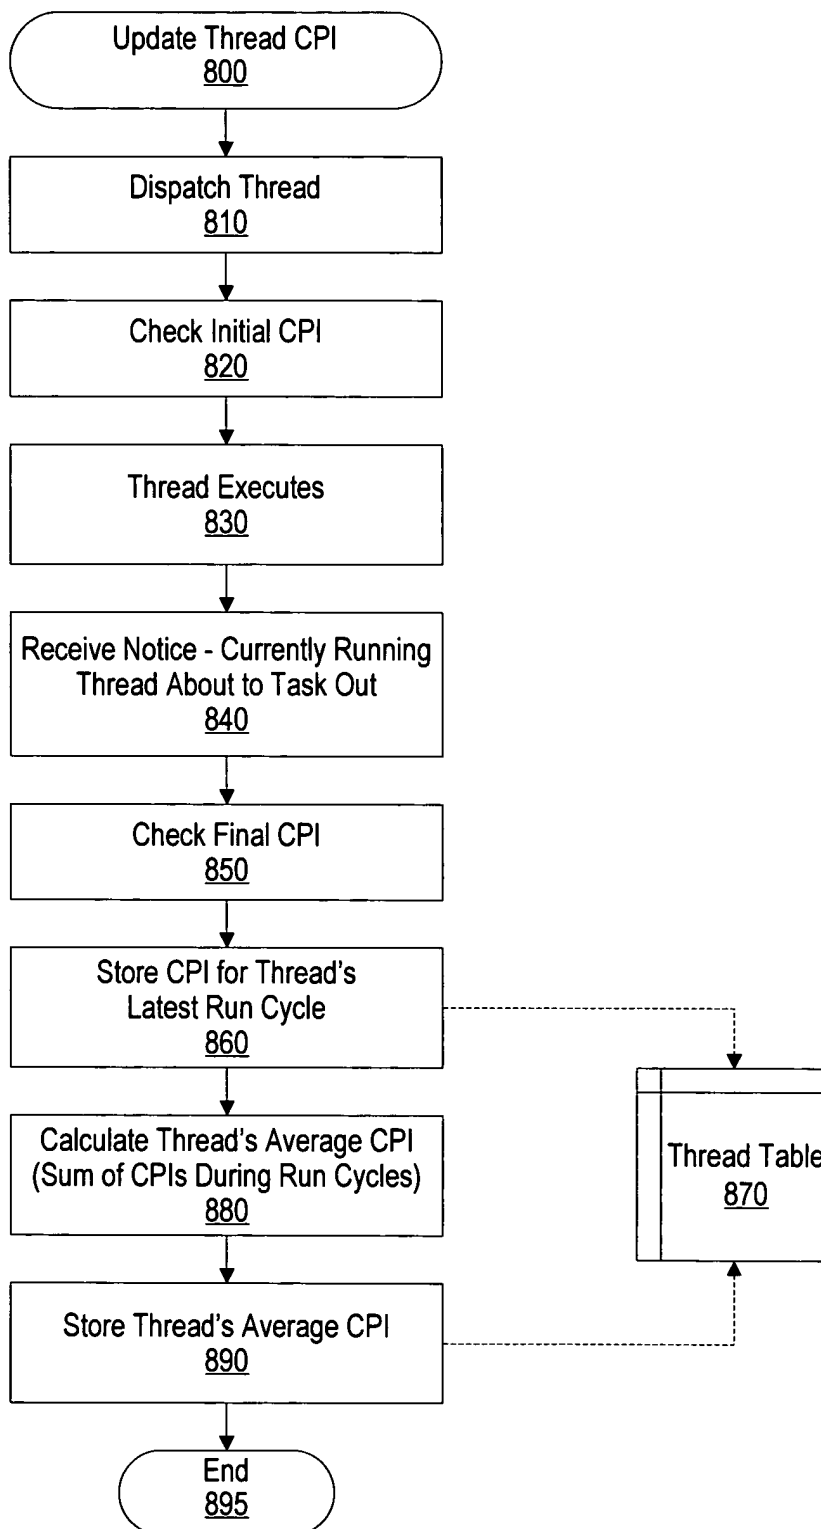 Update Thread CPI
800
Dispatch Thread
810
Check Initial CPI
820
Thread Executes
830
Receive Notice - Currently Running
Thread About to Task Out
840
Check Final CPI
850
Store CPI for Thread's
Latest Run Cycle
860
Thread Table
870
Calculate Thread's Average CPI
(Sum of CPIs During Run Cycles)
880
Store Thread's Average CPI
890
End
895